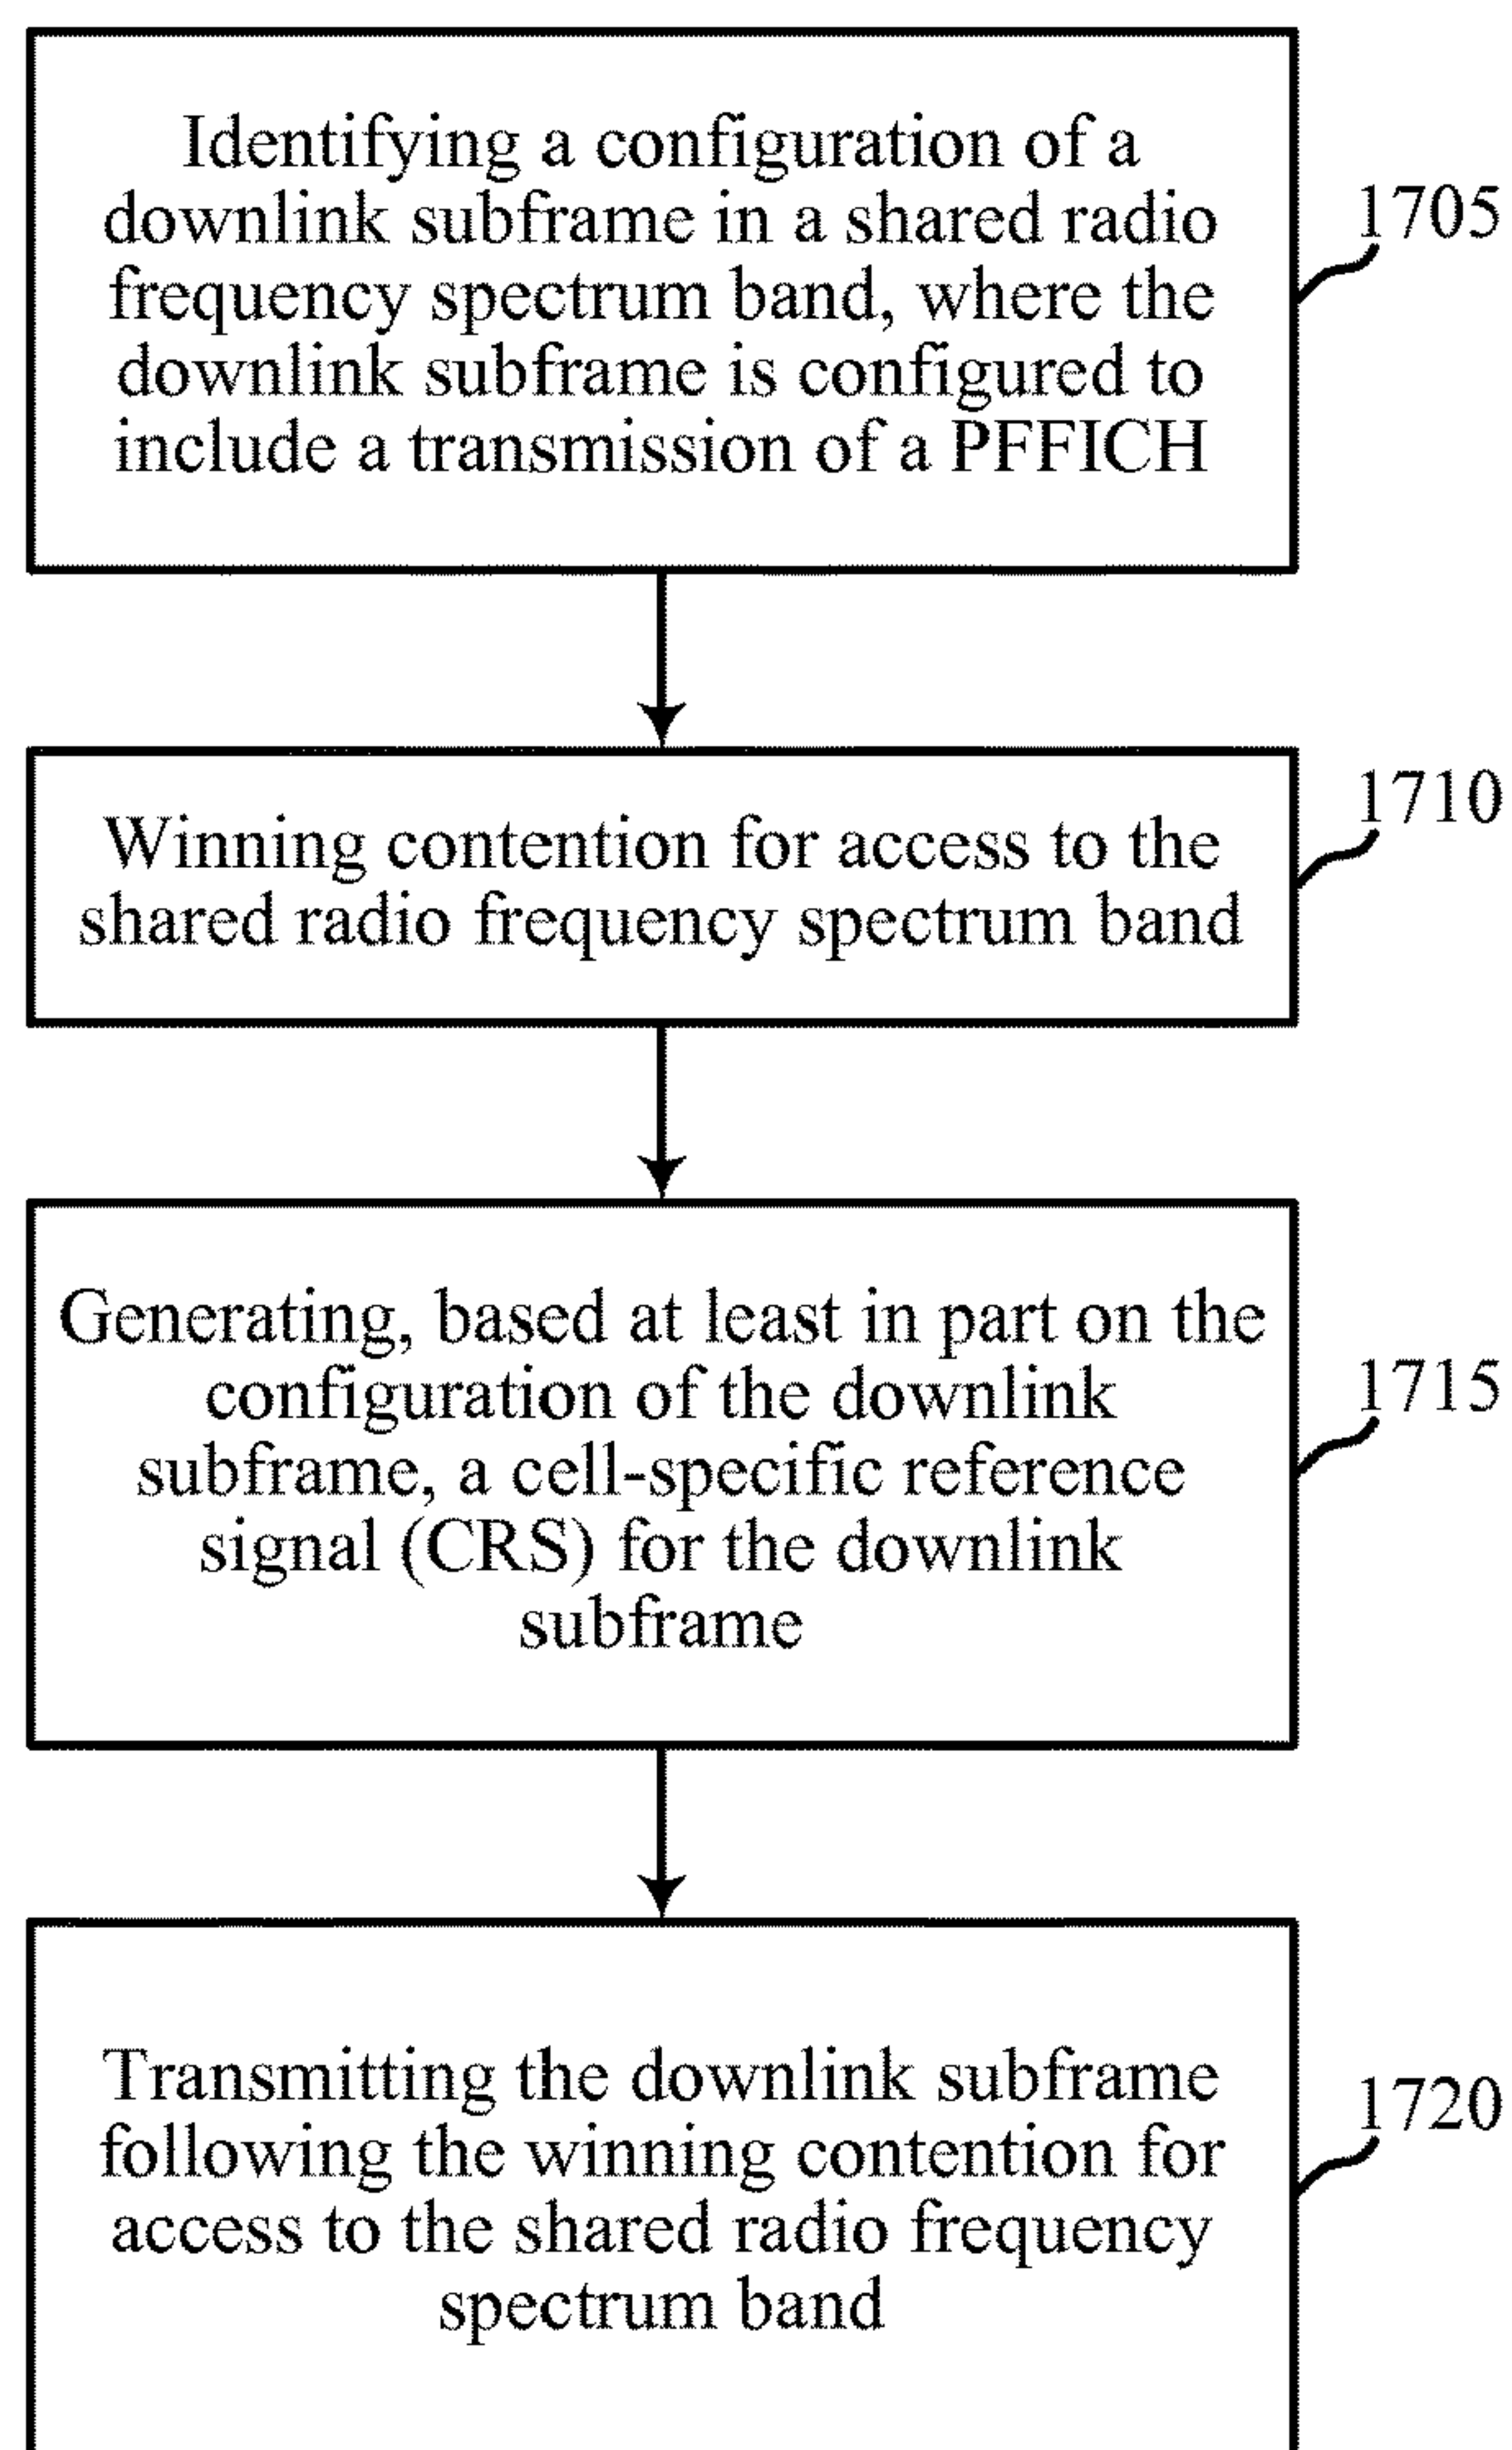 Identifying a configuration of a
downlink subframe in a shared radio
frequency spectrum band, where the
downlink subframe is configured to
include a transmission of a PFFICH
1705
Winning contention for access to the
shared radio frequency spectrum band
1710
Generating, based at least in part on the
configuration of the downlink
subframe, a cell-specific reference
signal (CRS) for the downlink
subframe
1715
Transmitting the downlink subframe
following the winning contention for
access to the shared radio frequency
spectrum band
1720